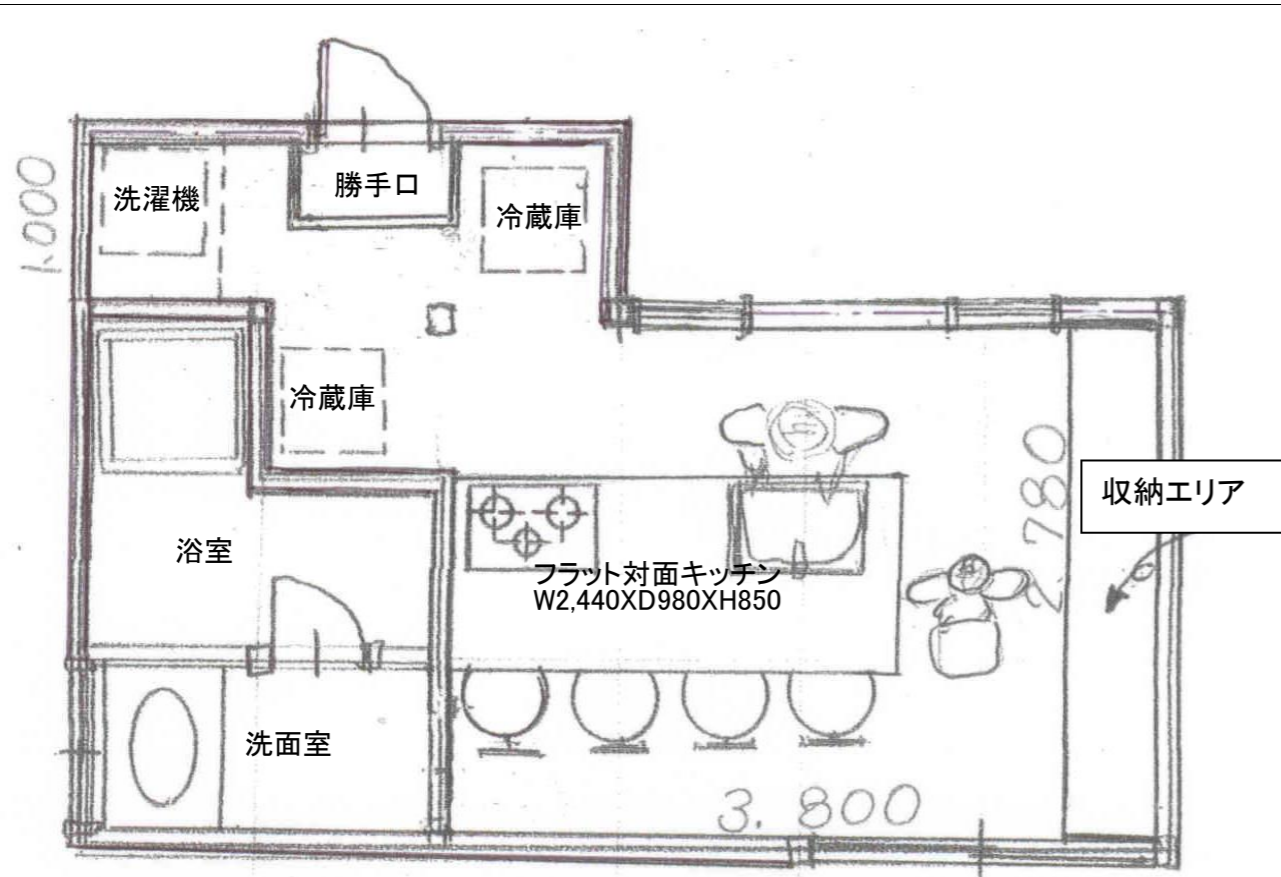 1.000
洗濯機
勝手口
冷蔵庫
冷蔵庫
2.780
収納エリア
浴室
フラット対面キッチン
W2,440XD980XH850
洗面室
3.800